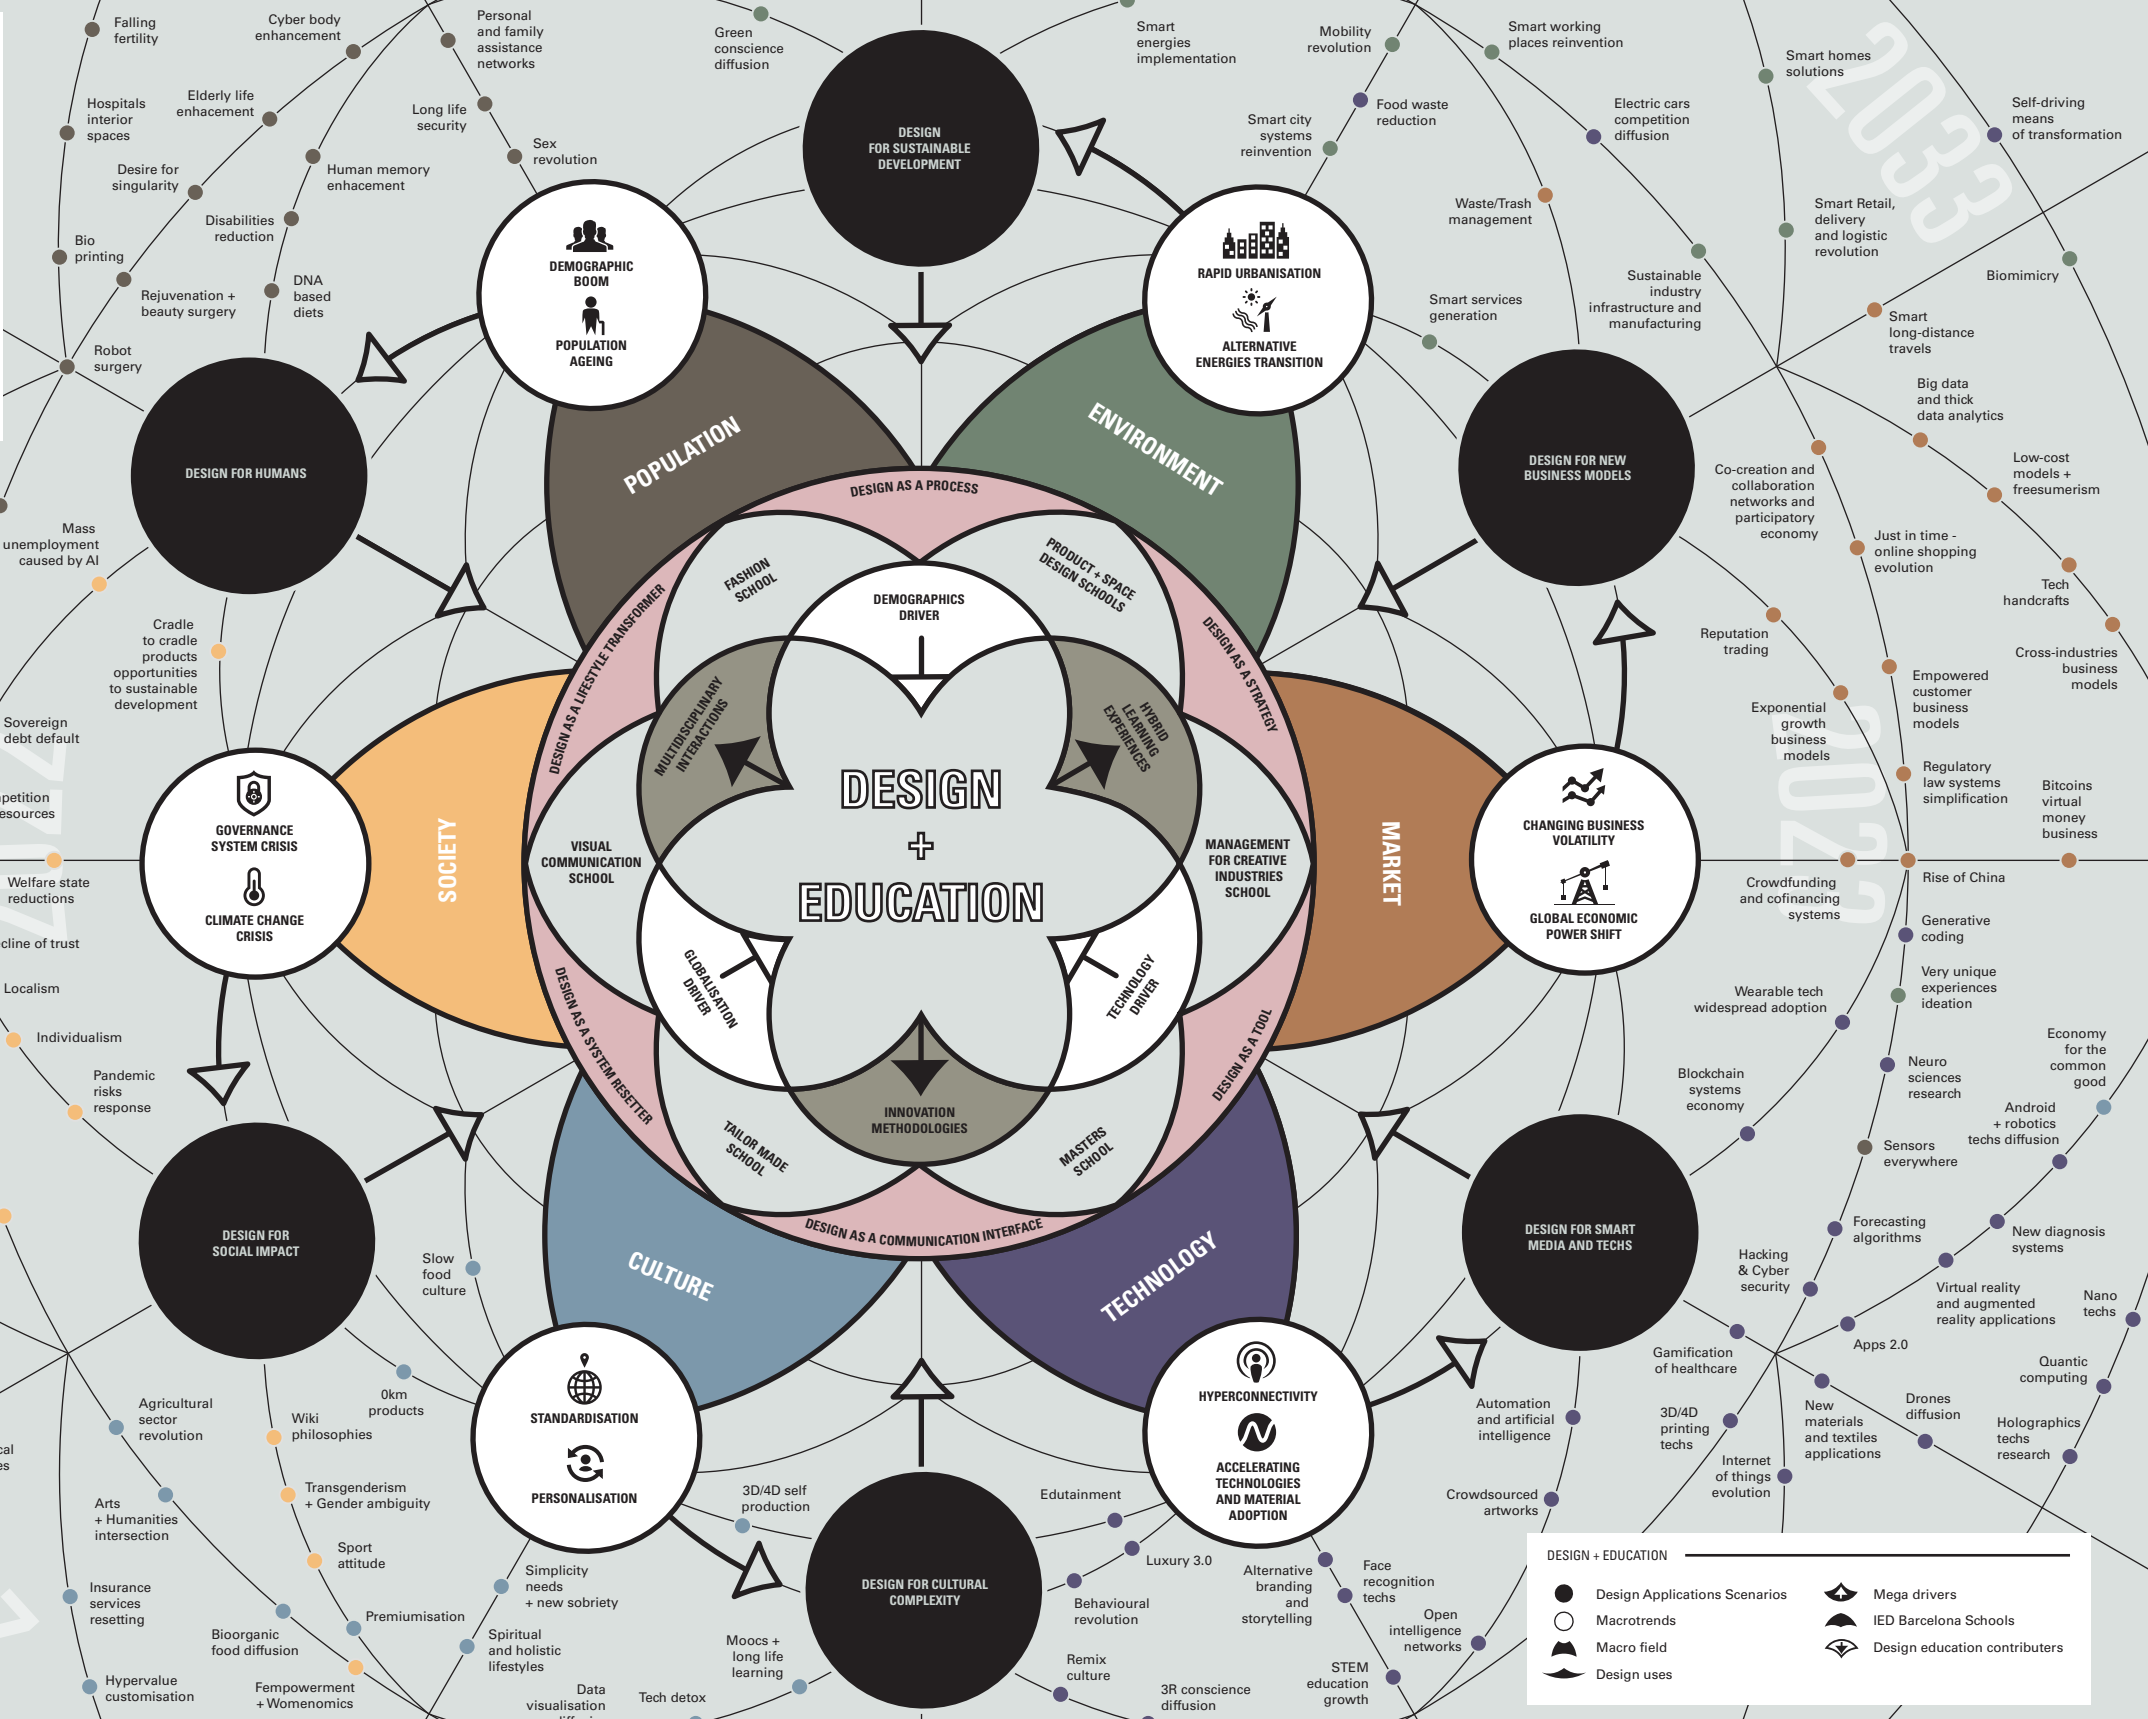 Falling
fertility
Cyber body
enhancement
Personal
and family
assistance
networks
Green
conscience
diffusion
Smart
energies
implementation
Mobility
revolution
Smart working
places reinvention
Smart homes
solutions
2033
Self-driving
means
of transformation
Hospitals
interior
spaces
Elderly life
enhacement
Long life
security
Sex
revolution
DESIGN
FOR SUSTAINABLE
DEVELOPMENT
Smart city
systems
reinvention
Food waste
reduction
Electric cars
competition
diffusion
Desire for
singularity
Human memory
enhacement
Disabilities
reduction
Waste/Trash
management
Smart Retail,
delivery
and logistic
revolution
Bio
printing
Rejuvenation +
beauty surgery
DNA
based
diets
DEMOGRAPHIC
BOOM
POPULATION
AGEING
RAPID URBANISATION
ALTERNATIVE
ENERGIES TRANSITION
Smart services
generation
Sustainable
industry
infrastructure and
manufacturing
Biomimicry
Smart
long-distance
travels
Robot
surgery
Big data
and thick
data analytics
DESIGN FOR HUMANS
POPULATION
ENVIRONMENT
DESIGN FOR NEW
BUSINESS MODELS
Co-creation and
collaboration
networks and
participatory
economy
Low-cost
models +
freesumerism
Mass
unemployment
caused by AI
DESIGN AS A PROCESS
Just in time -
online shopping
evolution
FASHION
SCHOOL
PRODUCT + SPACE
DESIGN SCHOOLS
Tech
handcrafts
DESIGN AS A LIFESTYLE TRANSFORMER
DEMOGRAPHICS
DRIVER
DESIGN AS A STRATEGY
Cradle
to cradle
products
opportunities
to sustainable
development
Reputation
trading
Cross-industries
business
models
Empowered
customer
business
models
MULTIDISCIPLINARY
INTERACTIONS
HYBRID
LEARNING
EXPERIENCES
Sovereign
debt default
Exponential
growth
business
models
2022
2023
petition
esources
GOVERNANCE
SYSTEM CRISIS
CLIMATE CHANGE
CRISIS
SOCIETY
VISUAL
COMMUNICATION
SCHOOL
DESIGN
+
EDUCATION
MANAGEMENT
FOR CREATIVE
INDUSTRIES
SCHOOL
MARKET
CHANGING BUSINESS
VOLATILITY
GLOBAL ECONOMIC
POWER SHIFT
Regulatory
law systems
simplification
Bitcoins
virtual
money
business
Welfare state
reductions
Crowdfunding
and cofinancing
systems
Rise of China
cline of trust
Generative
coding
Localism
Very unique
experiences
ideation
GLOBALISATION
DRIVER
TECHNOLOGY
DRIVER
Wearable tech
widespread adoption
Individualism
DESIGN AS A SYSTEM RESETTER
DESIGN AS A TOOL
Economy
for the
common
good
Pandemic
risks
response
Blockchain
systems
economy
Neuro
sciences
research
INNOVATION
METHODOLOGIES
Android
+ robotics
techs diffusion
TAILOR MADE
SCHOOL
MASTERS
SCHOOL
Sensors
everywhere
DESIGN FOR
SOCIAL IMPACT
DESIGN AS A COMMUNICATION INTERFACE
DESIGN FOR SMART
MEDIA AND TECHS
Forecasting
algorithms
New diagnosis
systems
Slow
food
culture
CULTURE
TECHNOLOGY
Hacking
& Cyber
security
Virtual reality
and augmented
reality applications
Nano
techs
Gamification
of healthcare
Apps 2.0
Quantic
computing
0km
products
STANDARDISATION
PERSONALISATION
HYPERCONNECTIVITY
ACCELERATING
TECHNOLOGIES
AND MATERIAL
ADOPTION
Agricultural
sector
revolution
Wiki
philosophies
Automation
and artificial
intelligence
3D/4D
printing
techs
New
materials
and textiles
applications
Drones
diffusion
Holographics
techs
research
cal
es
Internet
of things
evolution
Transgenderism
+ Gender ambiguity
3D/4D self
production
Edutainment
Crowdsourced
artworks
Arts
+ Humanities
intersection
Sport
attitude
Luxury 3.0
Simplicity
needs
+ new sobriety
DESIGN FOR CULTURAL
COMPLEXITY
Behavioural
revolution
Alternative
branding
and
storytelling
Face
recognition
techs
Insurance
services
resetting
Premiumisation
Bioorganic
food diffusion
Spiritual
and holistic
lifestyles
Moocs +
long life
learning
Open
intelligence
networks
Remix
culture
STEM
education
growth
Hypervalue
customisation
Fempowerment
+ Womenomics
Data
visualisation
Tech detox
3R conscience
diffusion
DESIGN + EDUCATION
Design Applications Scenarios
Macrotrends
Macro field
Design uses
Mega drivers
IED Barcelona Schools
Design education contributers